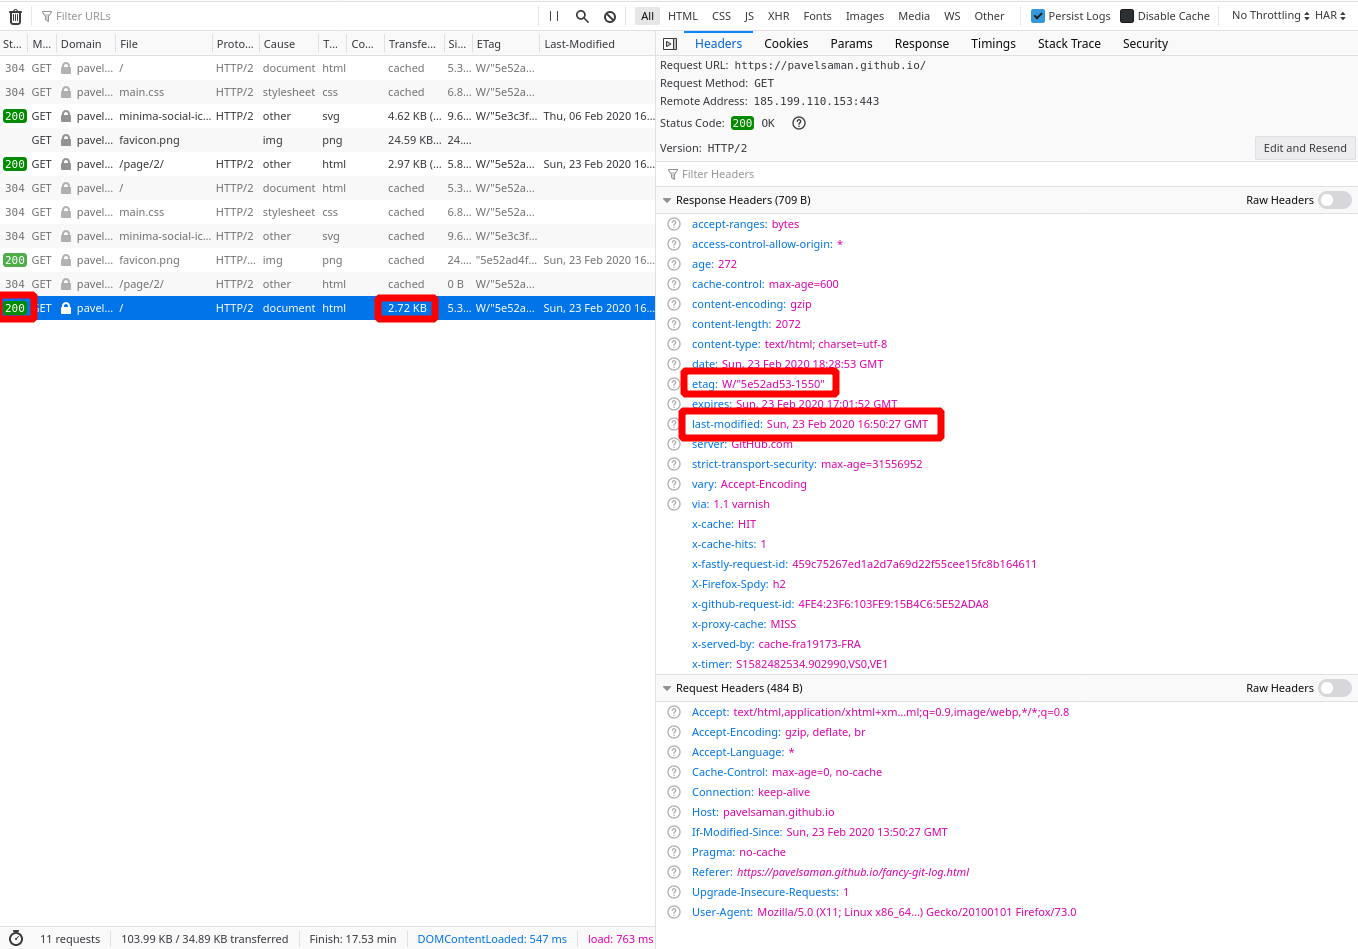 Filter URLs
All HTML CSS JS XHR Fonts Images Media WS Other Persist Logs Disable Cache No Throttling HAR
St... M... Domain File Proto... Cause T... Co... Transfe... Si... ETag Last-Modified
304 GET pavel... / HTTP/2 document html cached 5.3... W/"5e52a...
304 GET pavel... main.css HTTP/2 stylesheet css cached 6.8... W/"5e52a...
200 GET pavel... minima-social-ic... HTTP/2 other svg 4.62 KB (... 9.6... W/"5e3c3f... Thu, 06 Feb 2020 16...
GET pavel... favicon.png img png 24.59 KB... 24....
200 GET pavel... /page/2/ HTTP/2 other html 2.97 KB (... 5.8... W/"5e52a... Sun, 23 Feb 2020 16...
304 GET pavel... / HTTP/2 document html cached 5.3... W/"5e52a...
304 GET pavel... main.css HTTP/2 stylesheet css cached 6.8... W/"5e52a...
304 GET pavel... minima-social-ic... HTTP/2 other svg cached 9.6... W/"5e3c3f...
200 GET pavel... favicon.png HTTP/... img png cached 24.... "5e52ad4f... Sun, 23 Feb 2020 16...
304 GET pavel... /page/2/ HTTP/2 other html cached 0 B W/"5e52a...
200 GET pavel... / HTTP/2 document html 2.72 KB 5.3... W/"5e52a... Sun, 23 Feb 2020 16...
11 requests 103.99 KB / 34.89 KB transferred Finish: 17.53 min DOMContentLoaded: 547 ms load: 763 ms
Headers Cookies Params Response Timings Stack Trace Security
Request URL: https://pavelsaman.github.io/
Request Method: GET
Remote Address: 185.199.110.153:443
Status Code: 200 OK
Version: HTTP/2
Edit and Resend
Filter Headers
Response Headers (709 B) Raw Headers
accept-ranges: bytes
access-control-allow-origin: *
age: 272
cache-control: max-age=600
content-encoding: gzip
content-length: 2072
content-type: text/html; charset=utf-8
date: Sun, 23 Feb 2020 18:28:53 GMT
etag: W/"5e52ad53-1550"
expires: Sun, 23 Feb 2020 17:01:52 GMT
last-modified: Sun, 23 Feb 2020 16:50:27 GMT
server: GitHub.com
strict-transport-security: max-age=31556952
vary: Accept-Encoding
via: 1.1 varnish
x-cache: HIT
x-cache-hits: 1
x-fastly-request-id: 459c75267ed1a2d7a69d22f55cee15fc8b164611
X-Firefox-Spdy: h2
x-github-request-id: 4FE4:23F6:103FE9:15B4C6:5E52ADA8
x-proxy-cache: MISS
x-served-by: cache-fra19173-FRA
x-timer: S1582482534.902990,VS0,VE1
Request Headers (484 B) Raw Headers
Accept: text/html,application/xhtml+xm...ml;q=0.9,image/webp,*/*;q=0.8
Accept-Encoding: gzip, deflate, br
Accept-Language: *
Cache-Control: max-age=0, no-cache
Connection: keep-alive
Host: pavelsaman.github.io
If-Modified-Since: Sun, 23 Feb 2020 13:50:27 GMT
Pragma: no-cache
Referer: https://pavelsaman.github.io/fancy-git-log.html
Upgrade-Insecure-Requests: 1
User-Agent: Mozilla/5.0 (X11; Linux x86_64...) Gecko/20100101 Firefox/73.0